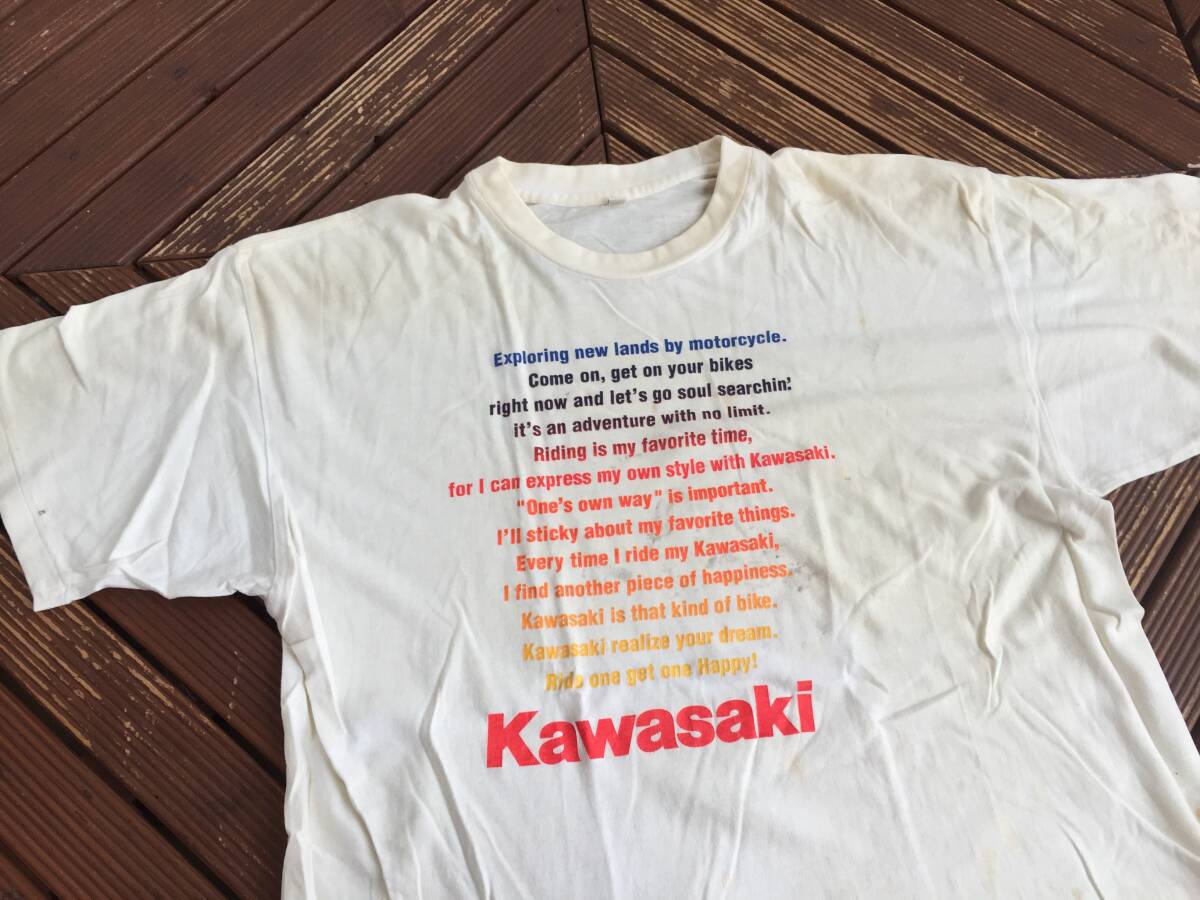 Exploring new lands by motorcycle.
Come on, get on your bikes
right now and let's go soul searchin'.
it's an adventure with no limit.
Riding is my favorite time,
for I can express my own style with Kawasaki.
"One's own way" is important.
I'll sticky about my favorite things.
Every time I ride my Kawasaki,
I find another piece of happiness.
Kawasaki is that kind of bike.
Kawasaki realize your dream.
Ride one get one Happy!
Kawasaki